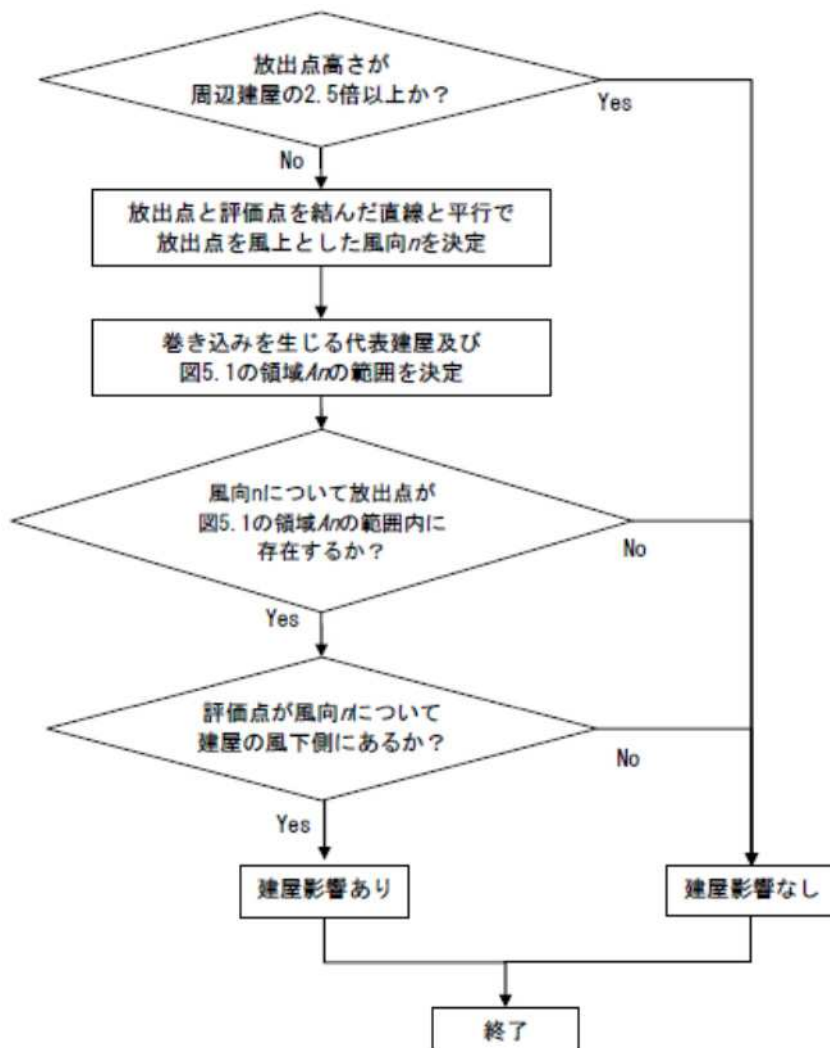 放出点高さが
周辺建屋の2.5倍以上か？
Yes
No
放出点と評価点を結んだ直線と平行で
放出点を風上とした風向nを決定
巻き込みを生じる代表建屋及び
図5.1の領域Anの範囲を決定
風向nについて放出点が
図5.1の領域Anの範囲内に
存在するか？
No
Yes
評価点が風向nについて
建屋の風下側にあるか？
No
Yes
建屋影響あり
建屋影響なし
終了